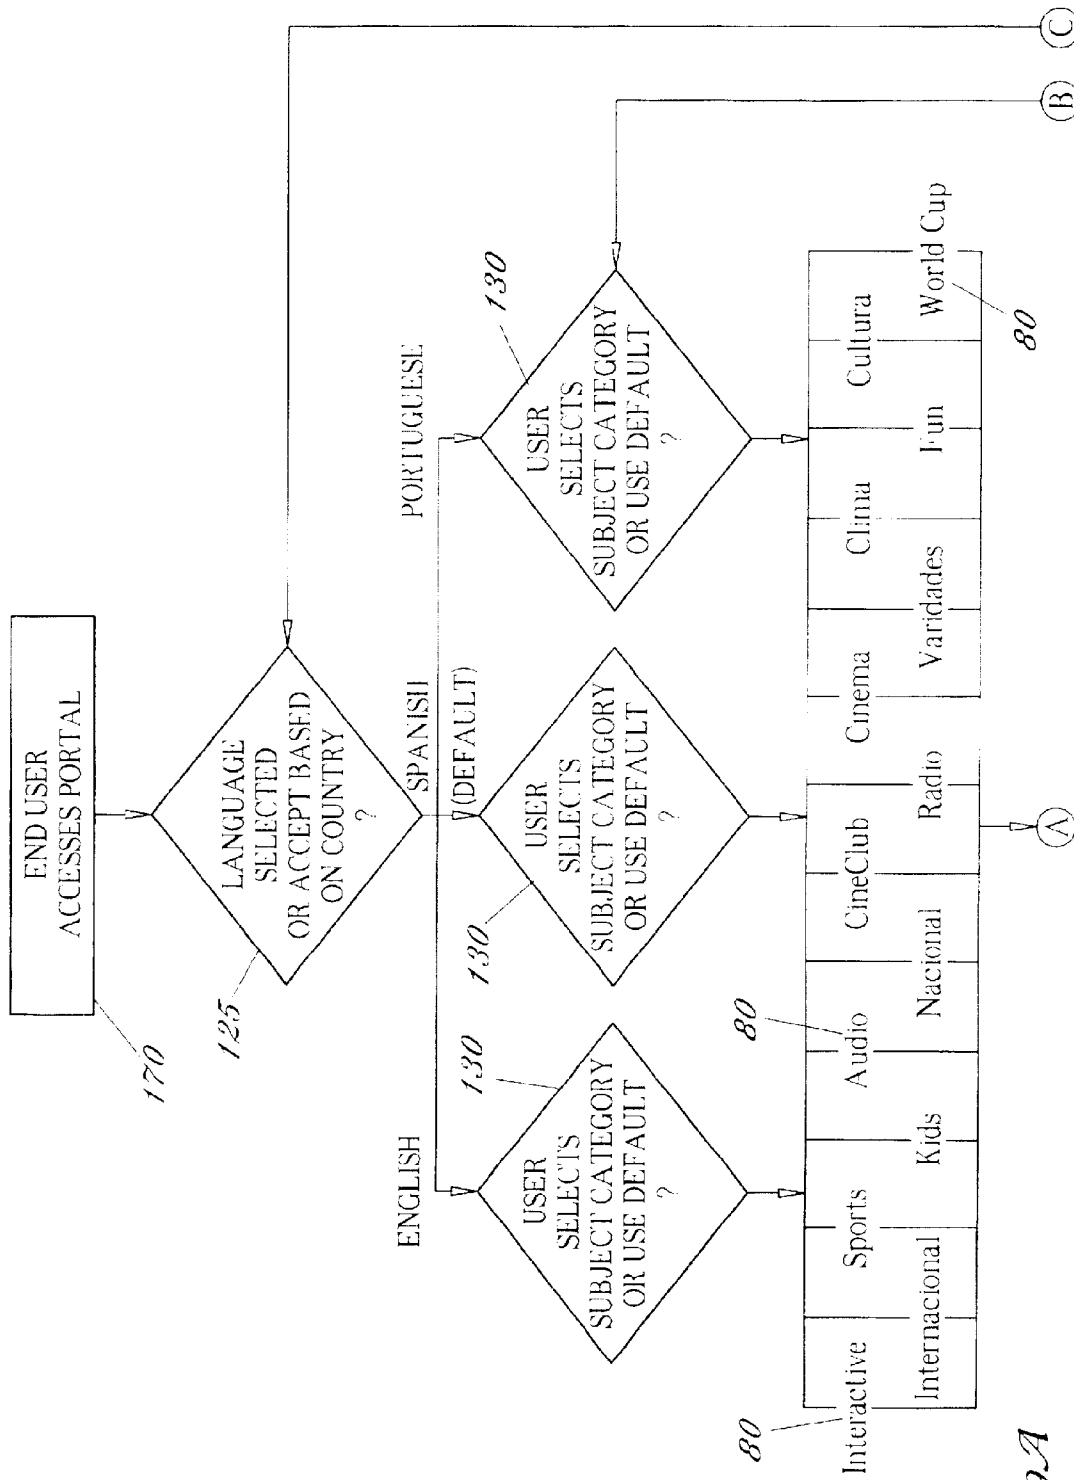 END USER
ACCESSES PORTAL
170
LANGUAGE
SELECTED
OR ACCEPT BASED
ON COUNTRY
?
125
ENGLISH
SPANISH
(DEFAULT)
PORTUGUESE
USER
SELECTS
SUBJECT CATEGORY
OR USE DEFAULT
?
130
USER
SELECTS
SUBJECT CATEGORY
OR USE DEFAULT
?
130
USER
SELECTS
SUBJECT CATEGORY
OR USE DEFAULT
?
130
80
80
Interactive Sports Audio CineClub Cinema Clima Cultura
Internacional Kids Nacional Radio Varidades Fun World Cup
80
A
B
C